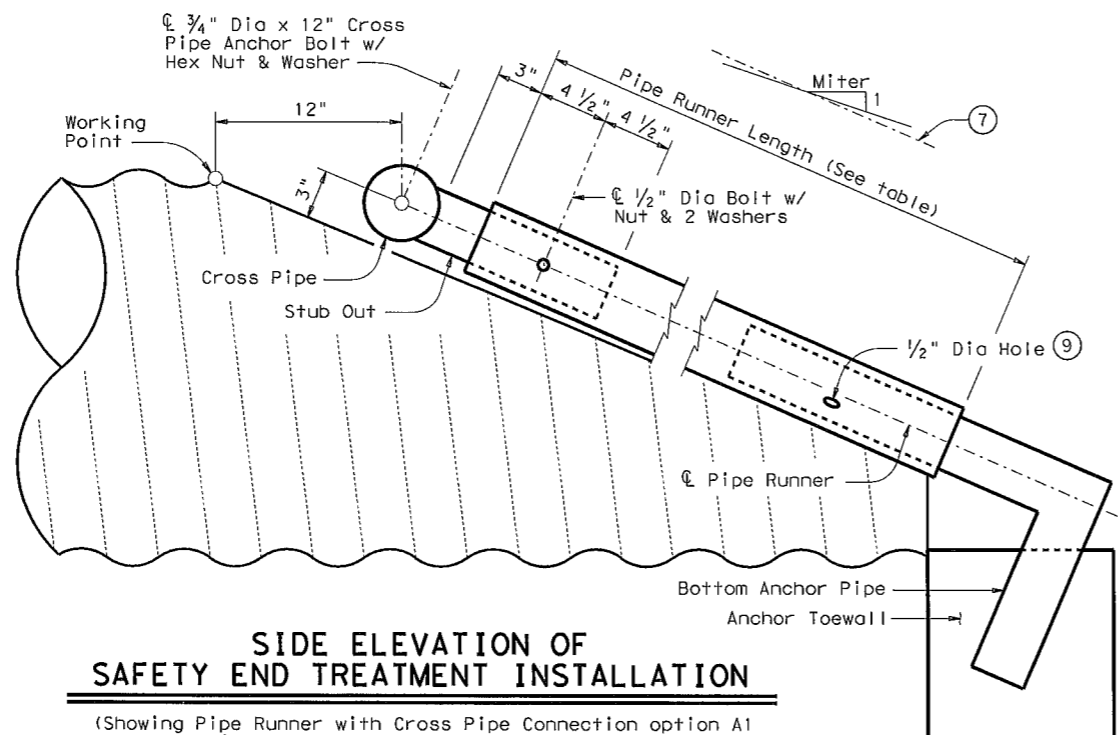 ℄ 3/4" Dia x 12" Cross
Pipe Anchor Bolt w/
Hex Nut & Washer
Working
Point
12"
3"
3"
4 1/2"
4 1/2"
Pipe Runner Length (See table)
Miter
1
7
℄ 1/2" Dia Bolt w/
Nut & 2 Washers
Cross Pipe
Stub Out
1/2" Dia Hole 9
℄ Pipe Runner
Bottom Anchor Pipe
Anchor Toewall
SIDE ELEVATION OF
SAFETY END TREATMENT INSTALLATION
(Showing Pipe Runner with Cross Pipe Connection option A1